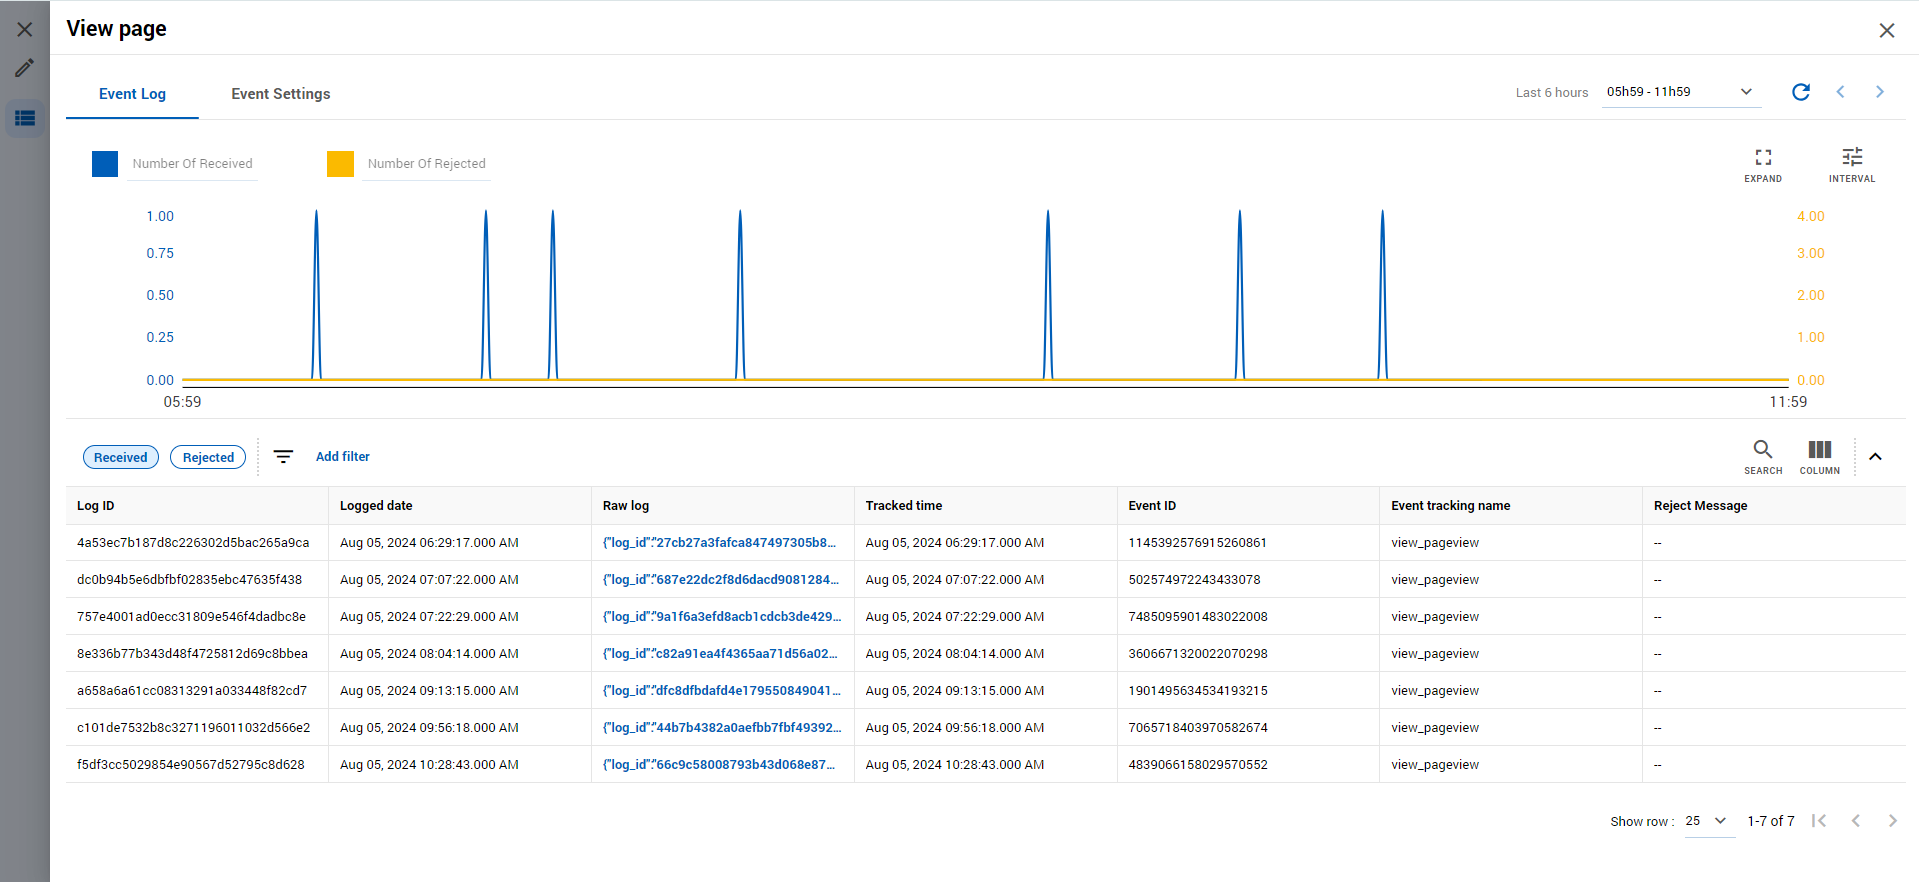 View page
Event Log Event Settings Last 6 hours 05h59 - 11h59
Number Of Received Number Of Rejected EXPAND INTERVAL
1.00 4.00
0.75 3.00
0.50 2.00
0.25 1.00
0.00 0.00
05:59 11:59
Received Rejected Add filter SEARCH COLUMN
Log ID Logged date Raw log Tracked time Event ID Event tracking name Reject Message
4a53ec7b187d8c226302d5bac265a9ca Aug 05, 2024 06:29:17.000 AM {"log_id":"27cb27a3fafca847497305b8... Aug 05, 2024 06:29:17.000 AM 1145392576915260861 view_pageview --
dc0b94b5e6dbfbf02835ebc47635f438 Aug 05, 2024 07:07:22.000 AM {"log_id":"687e22dc2f8d6dacd9081284... Aug 05, 2024 07:07:22.000 AM 502574972243433078 view_pageview --
757e4001ad0ecc31809e546f4dadbc8e Aug 05, 2024 07:22:29.000 AM {"log_id":"9a1f6a3efd8acb1cdcb3de429... Aug 05, 2024 07:22:29.000 AM 7485095901483022008 view_pageview --
8e336b77b343d48f4725812d69c8bbea Aug 05, 2024 08:04:14.000 AM {"log_id":"c82a91ea4f4365aa71d56a02... Aug 05, 2024 08:04:14.000 AM 3606671320022070298 view_pageview --
a658a6a61cc08313291a033448f82cd7 Aug 05, 2024 09:13:15.000 AM {"log_id":"dfc8dfbdafd4e179550849041... Aug 05, 2024 09:13:15.000 AM 1901495634534193215 view_pageview --
c101de7532b8c3271196011032d566e2 Aug 05, 2024 09:56:18.000 AM {"log_id":"44b7b4382a0aefbb7fbf49392... Aug 05, 2024 09:56:18.000 AM 7065718403970582674 view_pageview --
f5df3cc5029854e90567d52795c8d628 Aug 05, 2024 10:28:43.000 AM {"log_id":"66c9c58008793b43d068e87... Aug 05, 2024 10:28:43.000 AM 4839066158029570552 view_pageview --
Show row : 25 1-7 of 7